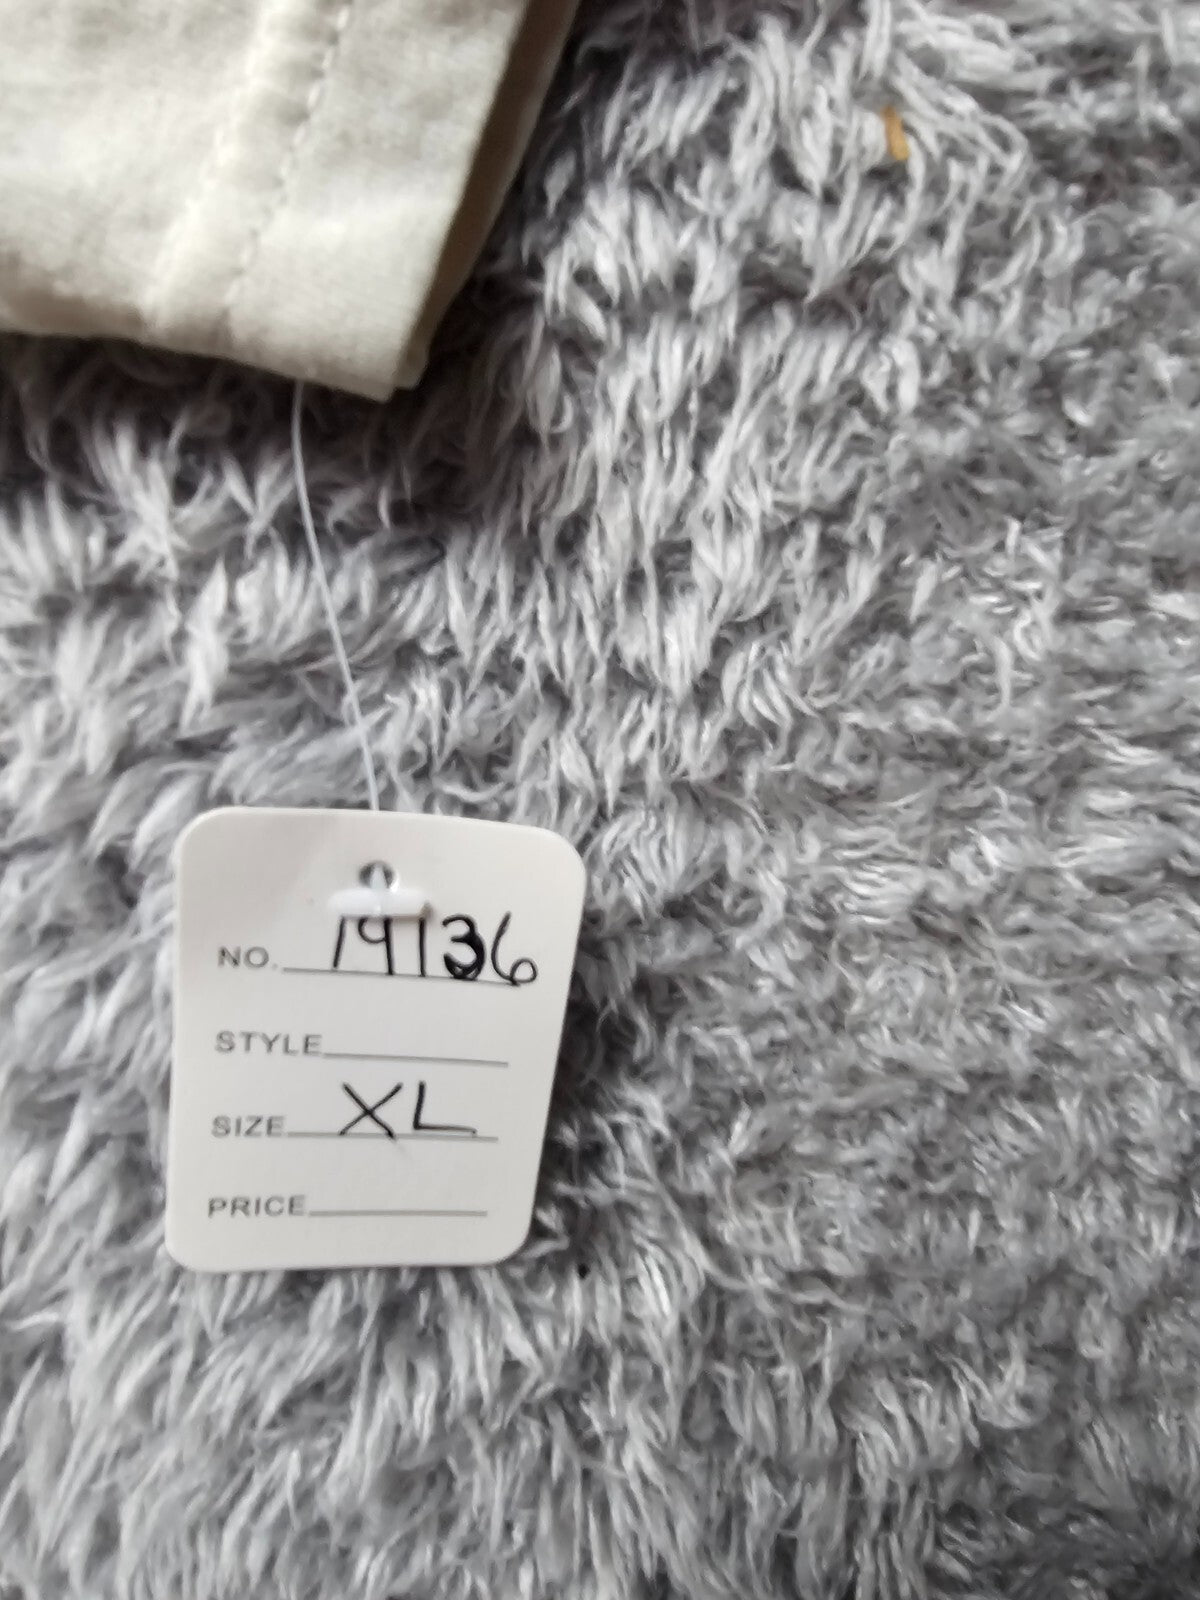 NO. 19136
STYLE
SIZE XL
PRICE